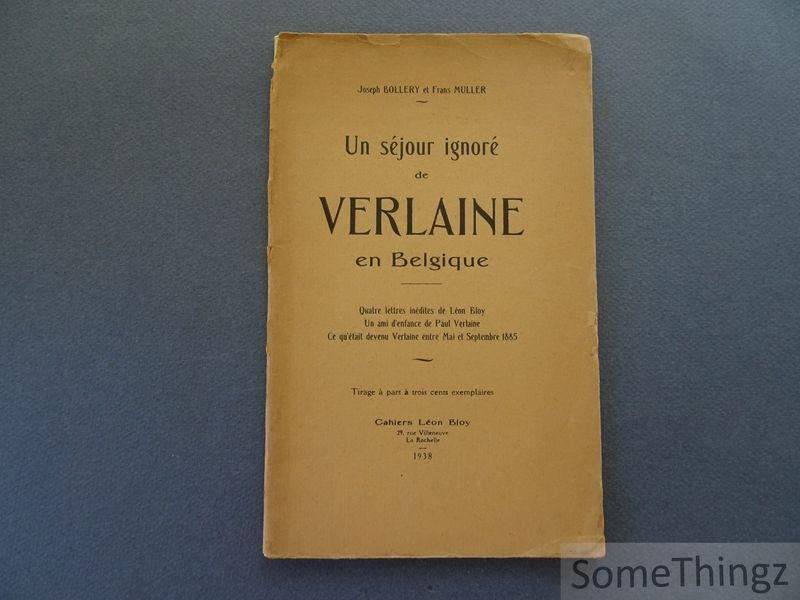 Joseph BOLLERY et Frans MULLER
Un séjour ignoré
de
VERLAINE
en Belgique
Quatre lettres inédites de Léon Bloy
Un ami d'enfance de Paul Verlaine
Ce qu'était devenu Verlaine entre Mai et Septembre 1885
Tirage à part à trois cents exemplaires
Cahiers Léon Bloy
rue Villeneuve
La Rochelle
1938
SomeThingz